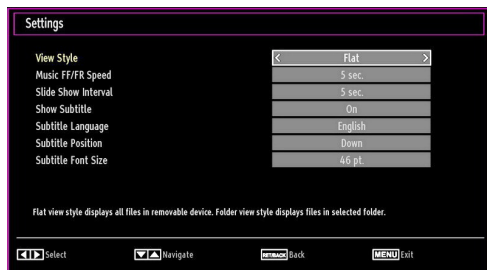 Settings
View Style < Flat >
Music FF/FR Speed 5 sec.
Slide Show Interval 5 sec.
Show Subtitle On
Subtitle Language English
Subtitle Position Down
Subtitle Font Size 46 pt.
Flat view style displays all files in removable device. Folder view style displays files in selected folder.
Select Navigate RET/BACK Back MENU Exit